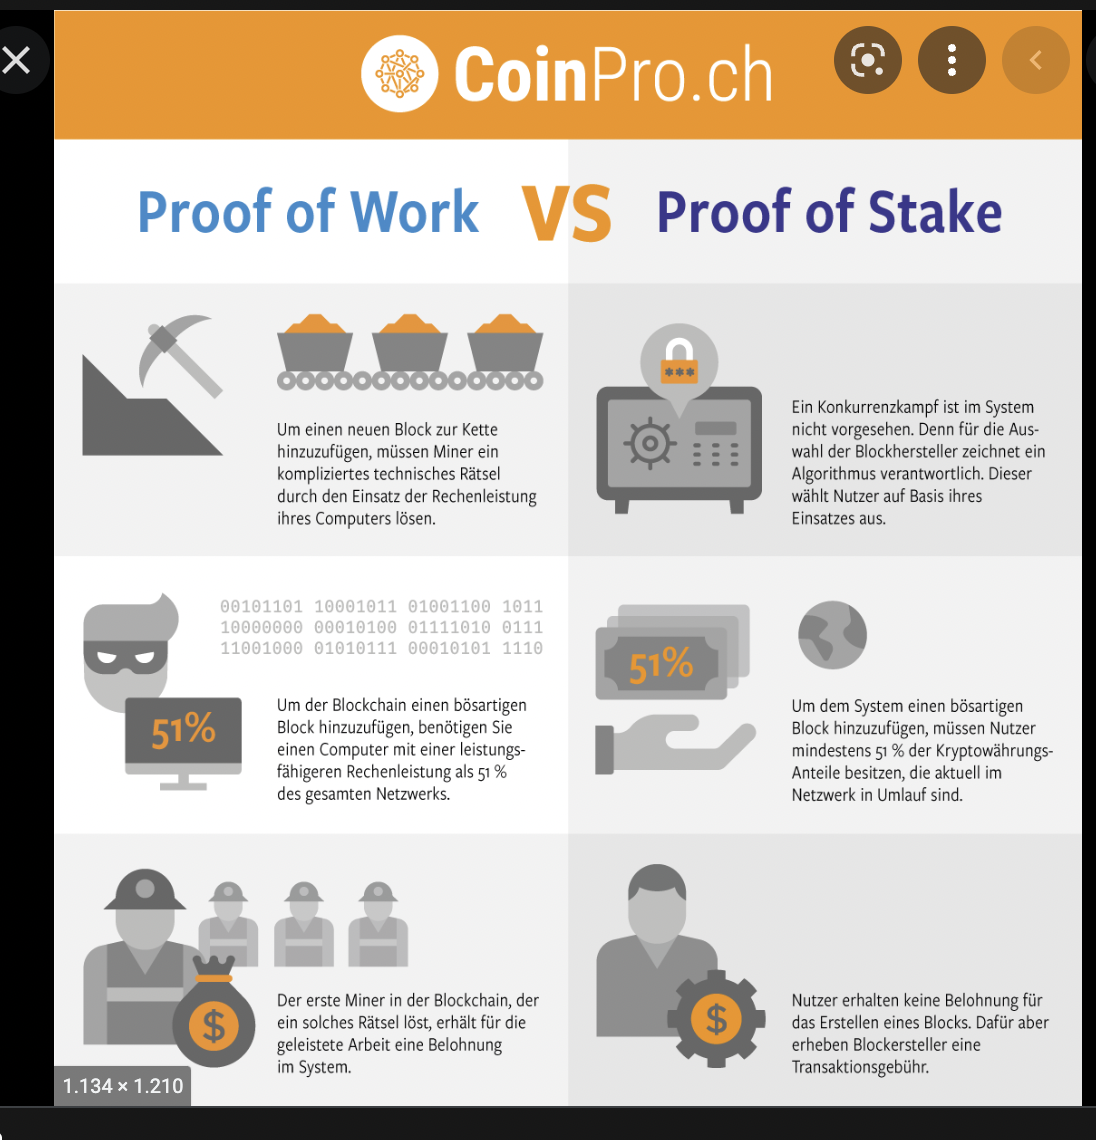 CoinPro.ch
Proof of Work VS Proof of Stake
Um einen neuen Block zur Kette
hinzuzufügen, müssen Miner ein
kompliziertes technisches Rätsel
durch den Einsatz der Rechenleistung
ihres Computers lösen.
***
Ein Konkurrenzkampf ist im System
nicht vorgesehen. Denn für die Aus-
wahl der Blockhersteller zeichnet ein
Algorithmus verantwortlich. Dieser
wählt Nutzer auf Basis ihres
Einsatzes aus.
00101101 10001011 01001100 1011
10000000 00010100 01111010 0111
11001000 01010111 00010101 1110
51%
Um der Blockchain einen bösartigen
Block hinzuzufügen, benötigen Sie
einen Computer mit einer leistungs-
fähigeren Rechenleistung als 51 %
des gesamten Netzwerks.
51%
Um dem System einen bösartigen
Block hinzuzufügen, müssen Nutzer
mindestens 51 % der Kryptowährungs-
Anteile besitzen, die aktuell im
Netzwerk in Umlauf sind.
$
Der erste Miner in der Blockchain, der
ein solches Rätsel löst, erhält für die
geleistete Arbeit eine Belohnung
im System.
$
Nutzer erhalten keine Belohnung für
das Erstellen eines Blocks. Dafür aber
erheben Blockersteller eine
Transaktionsgebühr.
1.134 × 1.210